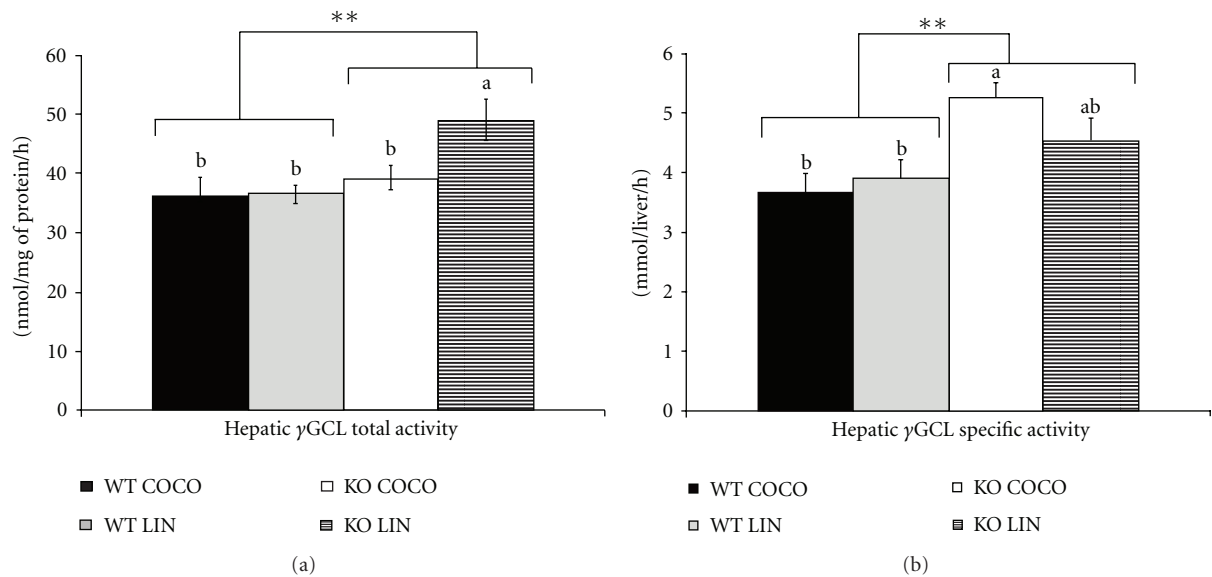 **
60
50
40
30
20
10
0
(nmol/mg of protein/h)
b
b
b
a
Hepatic γGCL total activity
WT COCO
KO COCO
WT LIN
KO LIN
(a)
**
6
5
4
3
2
1
0
(mmol/liver/h)
b
b
a
ab
Hepatic γGCL specific activity
WT COCO
KO COCO
WT LIN
KO LIN
(b)